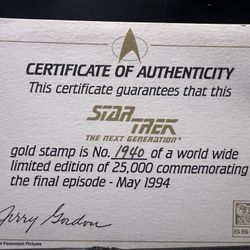 CERTIFICATE OF AUTHENTICITY
This certificate guarantees that this
STAR
TREK
THE NEXT GENERATION
gold stamp is No. 1940 of a world wide
limited edition of 25,000 commemorating
the final episode - May 1994
Jerry Gordon
Paramount Pictures